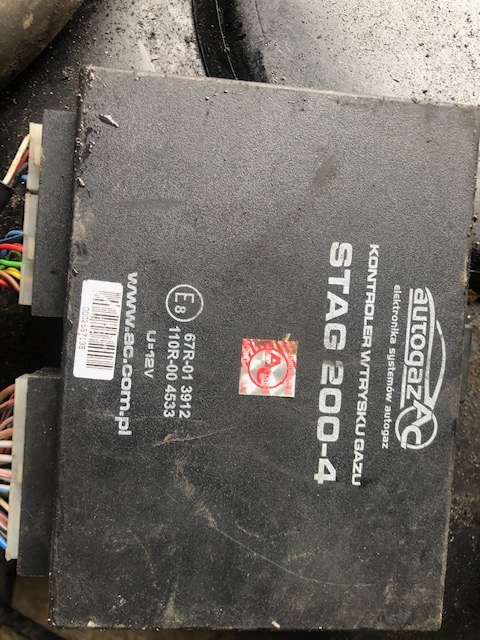 autogaz AC
elektronika systemów autogaz
KONTROLER WTRYSKU GAZU
STAG 200-4
E8
67R-01 3912
110R-00 4533
U=12V
www.ac.com.pl